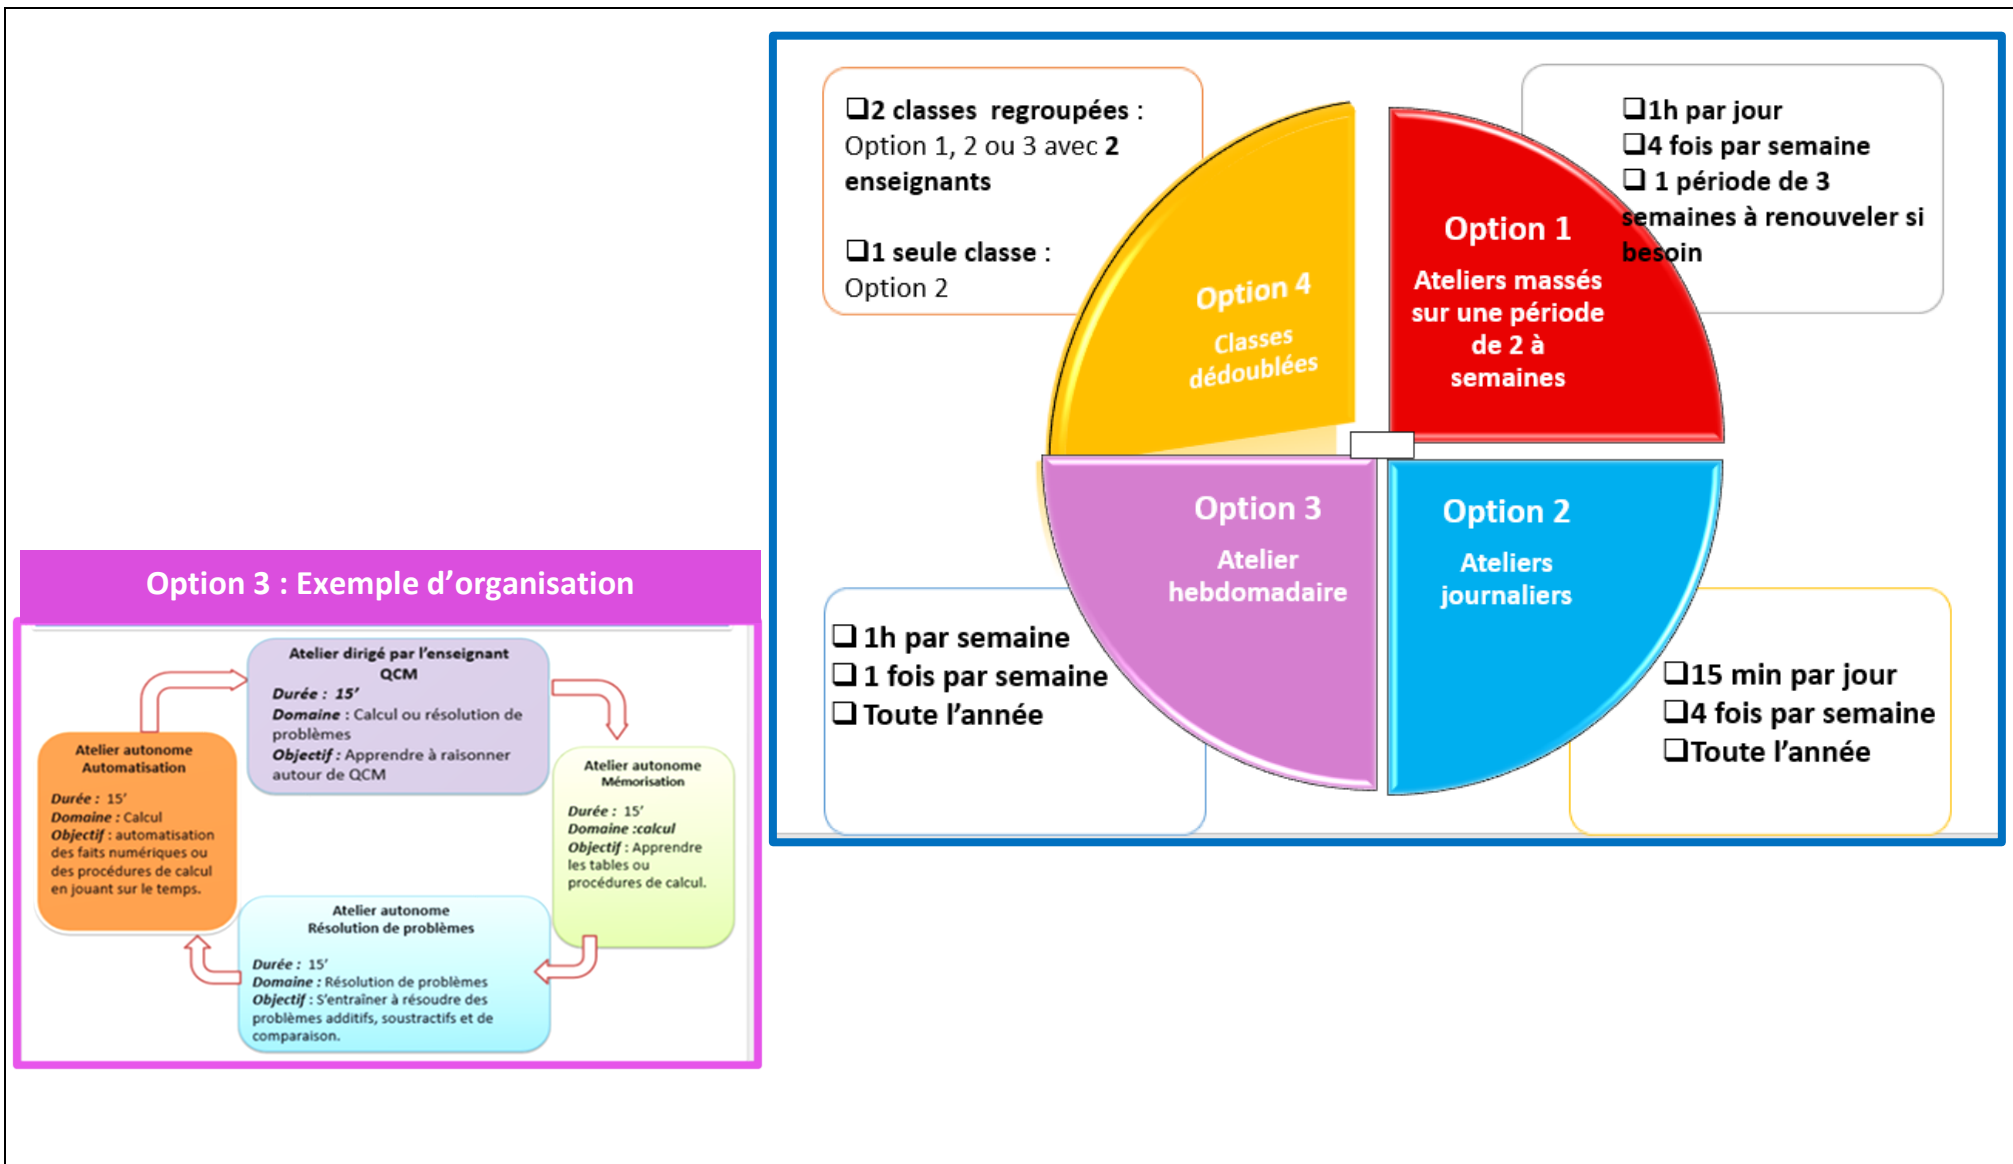 ❑2 classes  regroupées :
Option 1, 2 ou 3 avec 2
enseignants
❑1 seule classe :
Option 2
❑1h par jour
❑4 fois par semaine
❑ 1 période de 3
semaines à renouveler si
besoin
Option 4
Classes
dédoublées
Option 1
Ateliers massés
sur une période
de 2 à
semaines
Option 3
Atelier
hebdomadaire
Option 2
Ateliers
journaliers
❑ 1h par semaine
❑ 1 fois par semaine
❑ Toute l’année
❑15 min par jour
❑4 fois par semaine
❑Toute l’année
Option 3 : Exemple d’organisation
Atelier dirigé par l’enseignant
QCM
Durée :  15’
Domaine : Calcul ou résolution de
problèmes
Objectif : Apprendre à raisonner
autour de QCM
Atelier autonome
Mémorisation
Durée :  15’
Domaine :calcul
Objectif : Apprendre
les tables ou
procédures de calcul.
Atelier autonome
Résolution de problèmes
Durée :  15’
Domaine : Résolution de problèmes
Objectif : S’entraîner à résoudre des
problèmes additifs, soustractifs et de
comparaison.
Atelier autonome
Automatisation
Durée :  15’
Domaine : Calcul
Objectif : automatisation
des faits numériques ou
des procédures de calcul
en jouant sur le temps.